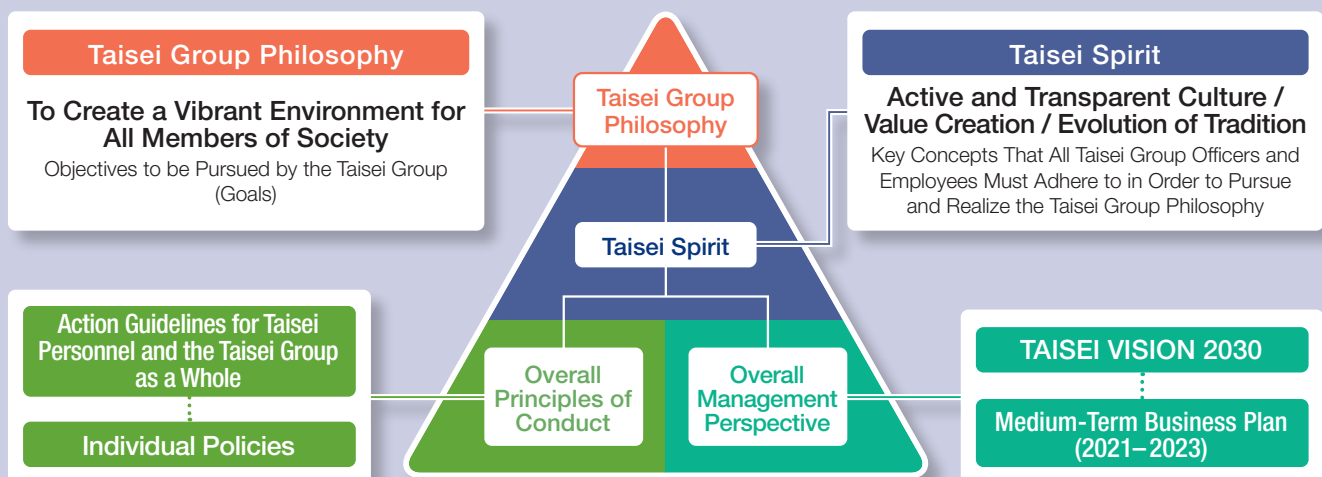 Taisei Group Philosophy
To Create a Vibrant Environment for
All Members of Society
Objectives to be Pursued by the Taisei Group
(Goals)
Taisei Group
Philosophy
Taisei Spirit
Active and Transparent Culture /
Value Creation / Evolution of Tradition
Key Concepts That All Taisei Group Officers and
Employees Must Adhere to in Order to Pursue
and Realize the Taisei Group Philosophy
Taisei Spirit
Action Guidelines for Taisei
Personnel and the Taisei Group
as a Whole
Individual Policies
Overall
Principles of
Conduct
Overall
Management
Perspective
TAISEI VISION 2030
Medium-Term Business Plan
(2021–2023)